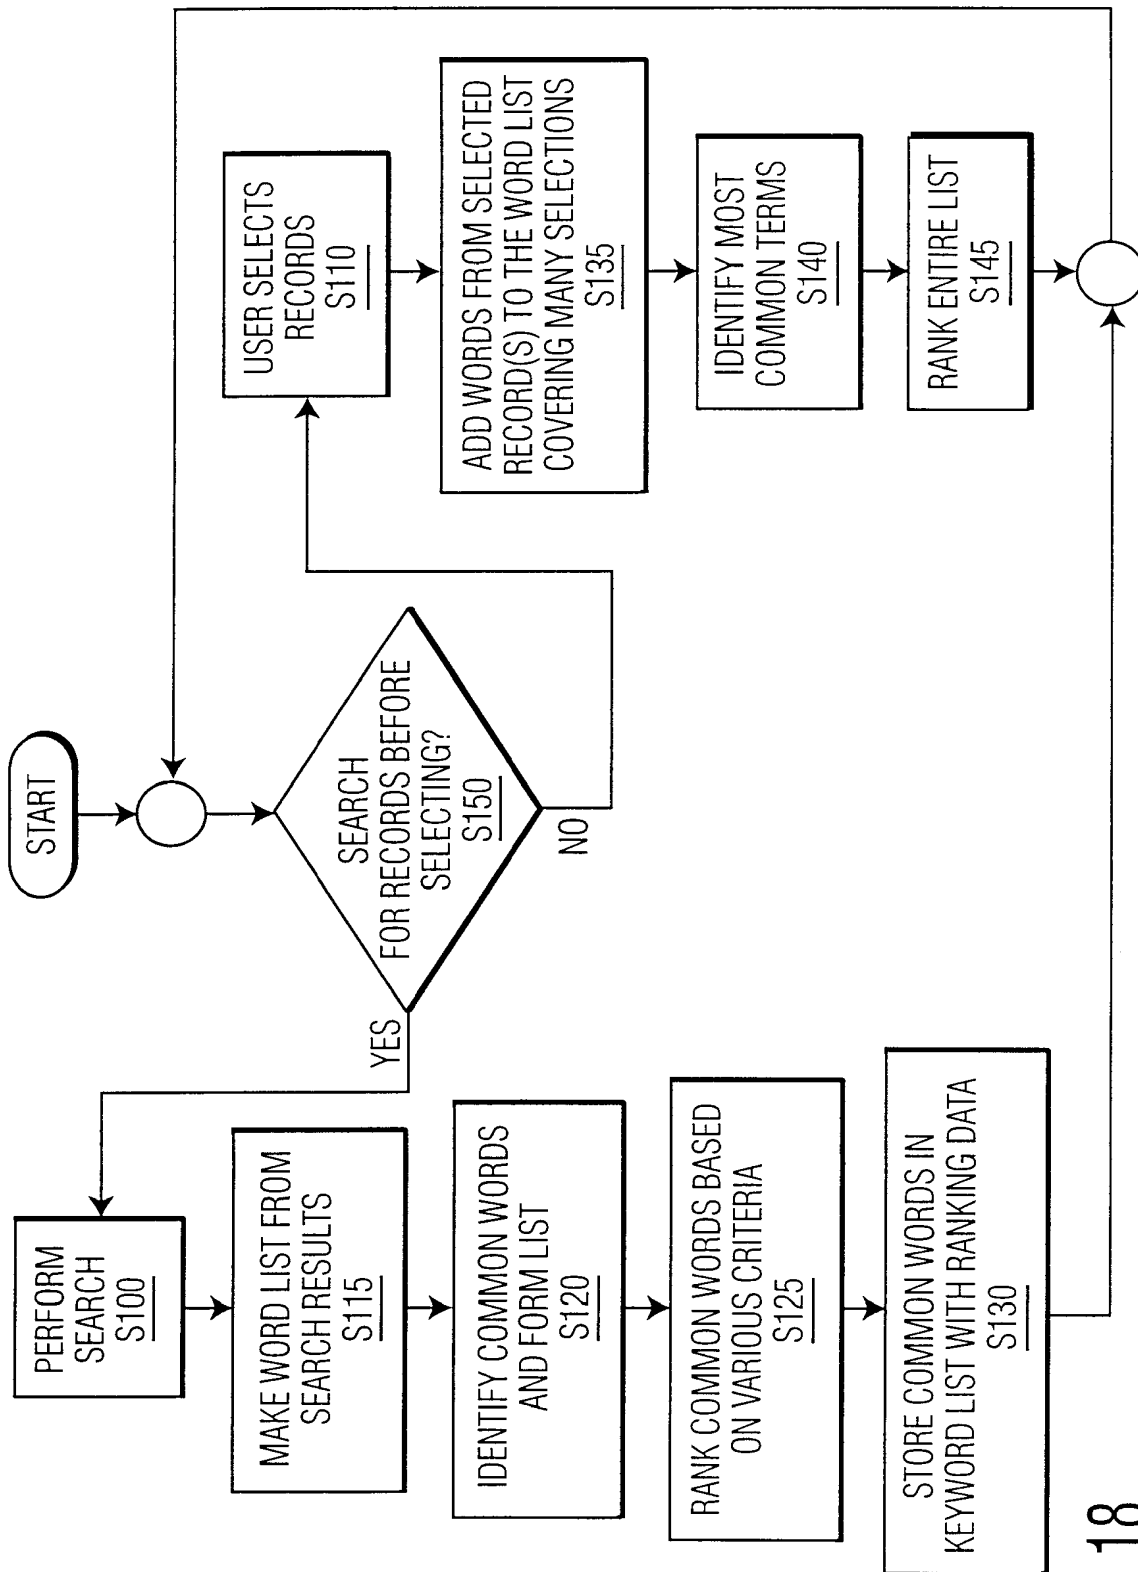 START
SEARCH
FOR RECORDS BEFORE
SELECTING?
S150
YES
NO
PERFORM
SEARCH
S100
MAKE WORD LIST FROM
SEARCH RESULTS
S115
IDENTIFY COMMON WORDS
AND FORM LIST
S120
RANK COMMON WORDS BASED
ON VARIOUS CRITERIA
S125
STORE COMMON WORDS IN
KEYWORD LIST WITH RANKING DATA
S130
USER SELECTS
RECORDS
S110
ADD WORDS FROM SELECTED
RECORD(S) TO THE WORD LIST
COVERING MANY SELECTIONS
S135
IDENTIFY MOST
COMMON TERMS
S140
RANK ENTIRE LIST
S145
18